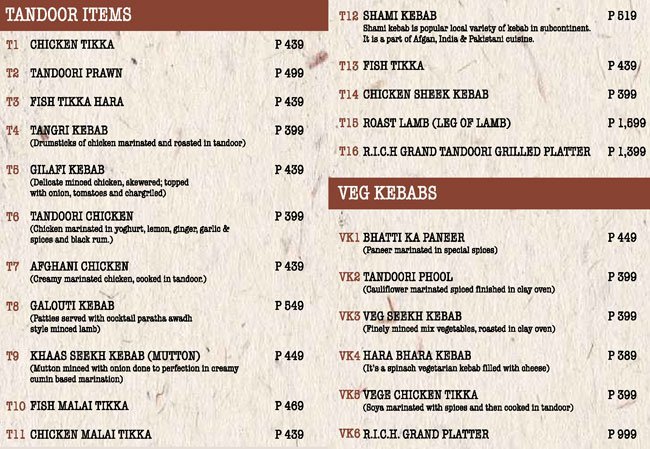 TANDOOR ITEMS
T1 CHICKEN TIKKA P 439
T2 TANDOORI PRAWN P 499
T3 FISH TIKKA HARA P 439
T4 TANGRI KEBAB P 399
(Drumsticks of chicken marinated and roasted in tandoor)
T5 GILAFI KEBAB P 439
(Delicate minced chicken, skewered; topped
with onion, tomatoes and chargriled)
T6 TANDOORI CHICKEN P 399
(Chicken marinated in yoghurt, lemon, ginger, garlic &
spices and black rum.)
T7 AFGHANI CHICKEN P 439
(Creamy marinated chicken, cooked in tandoor.)
T8 GALOUTI KEBAB P 549
(Patties served with cocktail paratha awadh
style minced lamb)
T9 KHAAS SEEKH KEBAB (MUTTON) P 449
(Mutton minced with onion done to perfection in creamy
cumin based marination)
T10 FISH MALAI TIKKA P 469
T11 CHICKEN MALAI TIKKA P 439
T12 SHAMI KEBAB P 519
Shami kebab is popular local variety of kebab in subcontinent.
It is a part of Afgan, India & Pakistani cuisine.
T13 FISH TIKKA P 439
T14 CHICKEN SHEEK KEBAB P 399
T15 ROAST LAMB (LEG OF LAMB) P 1,599
T16 R.I.C.H GRAND TANDOORI GRILLED PLATTER P 1,399
VEG KEBABS
VK1 BHATTI KA PANEER P 449
(Paneer marinated in special spices)
VK2 TANDOORI PHOOL P 399
(Cauliflower marinated spiced finished in clay oven)
VK3 VEG SEEKH KEBAB P 399
(Finely minced mix vegetables, roasted in clay oven)
VK4 HARA BHARA KEBAB P 389
(It's a spinach vegetarian kebab filled with cheese)
VK5 VEGE CHICKEN TIKKA P 399
(Soya marinated with spices and then cooked in tandoor)
VK6 R.I.C.H. GRAND PLATTER P 999